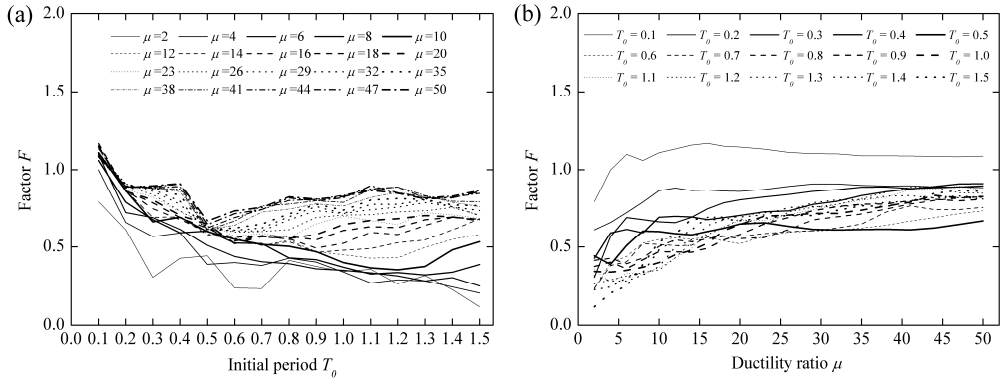 (a)
2.0
1.5
1.0
0.5
0.0
Factor F
μ =2 μ =4 μ =6 μ =8 μ =10
μ =12 μ =14 μ =16 μ =18 μ =20
μ =23 μ =26 μ =29 μ =32 μ =35
μ =38 μ =41 μ =44 μ =47 μ =50
0.0 0.1 0.2 0.3 0.4 0.5 0.6 0.7 0.8 0.9 1.0 1.1 1.2 1.3 1.4 1.5
Initial period T0
(b)
2.0
1.5
1.0
0.5
0.0
Factor F
T0 = 0.1 T0 = 0.2 T0 = 0.3 T0 = 0.4 T0 = 0.5
T0 = 0.6 T0 = 0.7 T0 = 0.8 T0 = 0.9 T0 = 1.0
T0 = 1.1 T0 = 1.2 T0 = 1.3 T0 = 1.4 T0 = 1.5
0 5 10 15 20 25 30 35 40 45 50
Ductility ratio μ